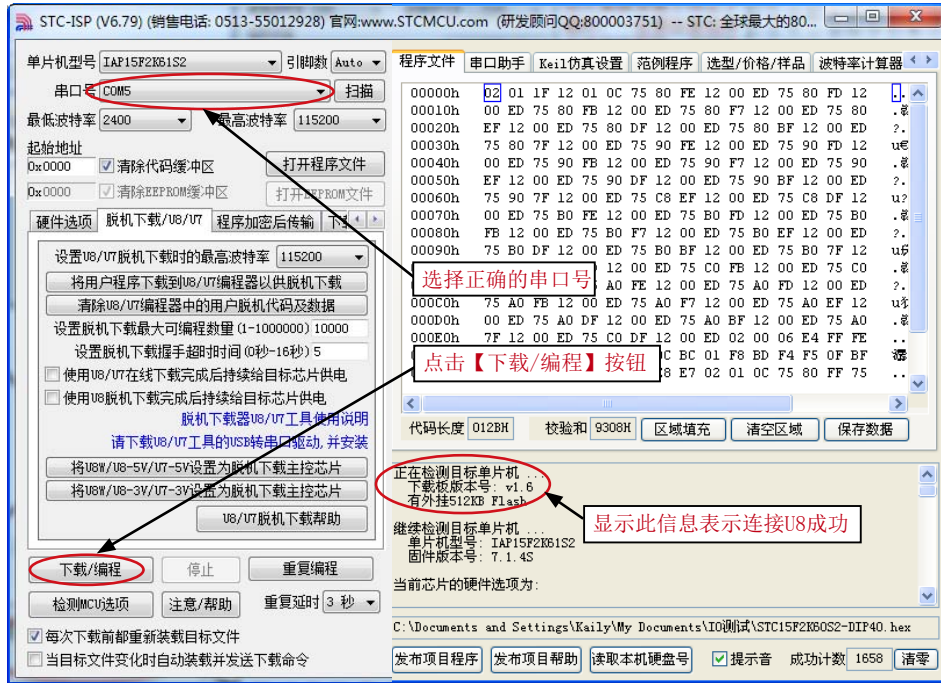 STC-ISP (V6.79) (销售电话: 0513-55012928) 官网:www.STCMCU.com (研发顾问QQ:800003751) -- STC: 全球最大的80...
单片机型号 IAP15F2K61S2 引脚数 Auto
串口号 COM5 扫描
最低波特率 2400 最高波特率 115200
起始地址
0x0000 清除代码缓冲区 打开程序文件
0x0000 清除EEPROM缓冲区 打开EEPROM文件
硬件选项 脱机下载/U8/U7 程序加密后传输
设置U8/U7脱机下载时的最高波特率 115200
将用户程序下载到U8/U7编程器以供脱机下载
清除U8/U7编程器中的用户脱机代码及数据
设置脱机下载最大可编程数量(1-1000000) 10000
设置脱机下载握手超时时间(0秒-16秒) 5
使用U8/U7在线下载完成后持续给目标芯片供电
使用U8脱机下载完成后持续给目标芯片供电
脱机下载器U8/U7工具使用说明
请下载U8/U7工具的USB转串口驱动,并安装
将U8W/U8-5V/U7-5V设置为脱机下载主控芯片
将U8W/U8-3V/U7-3V设置为脱机下载主控芯片
U8/U7脱机下载帮助
下载/编程 停止 重复编程
检测MCU选项 注意/帮助 重复延时 3 秒
每次下载前都重新装载目标文件
当目标文件变化时自动装载并发送下载命令
程序文件 串口助手 Keil仿真设置 范例程序 选型/价格/样品 波特率计算器
00000h 02 01 1F 12 01 0C 75 80 FE 12 00 ED 75 80 FD 12
00010h 00 ED 75 80 FB 12 00 ED 75 80 F7 12 00 ED 75 80
00020h EF 12 00 ED 75 80 DF 12 00 ED 75 80 BF 12 00 ED
00030h 75 80 7F 12 00 ED 75 90 FE 12 00 ED 75 90 FD 12 u€
00040h 00 ED 75 90 FB 12 00 ED 75 90 F7 12 00 ED 75 90
00050h EF 12 00 ED 75 90 DF 12 00 ED 75 90 BF 12 00 ED ?.
00060h 75 90 7F 12 00 ED 75 C8 EF 12 00 ED 75 C8 DF 12 u?
00070h 00 ED 75 B0 FE 12 00 ED 75 B0 FD 12 00 ED 75 B0
00080h FB 12 00 ED 75 B0 F7 12 00 ED 75 B0 EF 12 00 ED ?.
00090h 75 B0 DF 12 00 ED 75 B0 BF 12 00 ED 75 B0 7F 12
12 00 ED 75 C0 FB 12 00 ED 75 C0
A0 FE 12 00 ED 75 A0 FD 12 00 ED ?.
000C0h 75 A0 FB 12 00 ED 75 A0 F7 12 00 ED 75 A0 EF 12
000D0h 00 ED 75 A0 DF 12 00 ED 75 A0 BF 12 00 ED 75 A0
000E0h 7F 12 00 ED 75 C0 DF 12 00 ED 02 00 06 E4 FF FE
BC 01 F8 BD F4 F5 0F BF
E7 02 01 0C 75 80 FF 75
选择正确的串口号
点击【下载/编程】按钮
代码长度 012BH 校验和 9308H 区域填充 清空区域 保存数据
正在检测目标单片机 ...
下载板版本号: v1.6
有外挂512KB Flash
显示此信息表示连接U8成功
继续检测目标单片机 ...
单片机型号: IAP15F2K61S2
固件版本号: 7.1.4S
当前芯片的硬件选项为:
C:\Documents and Settings\Kaily\My Documents\IO测试\STC15F2K60S2-DIP40.hex
发布项目程序 发布项目帮助 读取本机硬盘号 提示音 成功计数 1658 清零